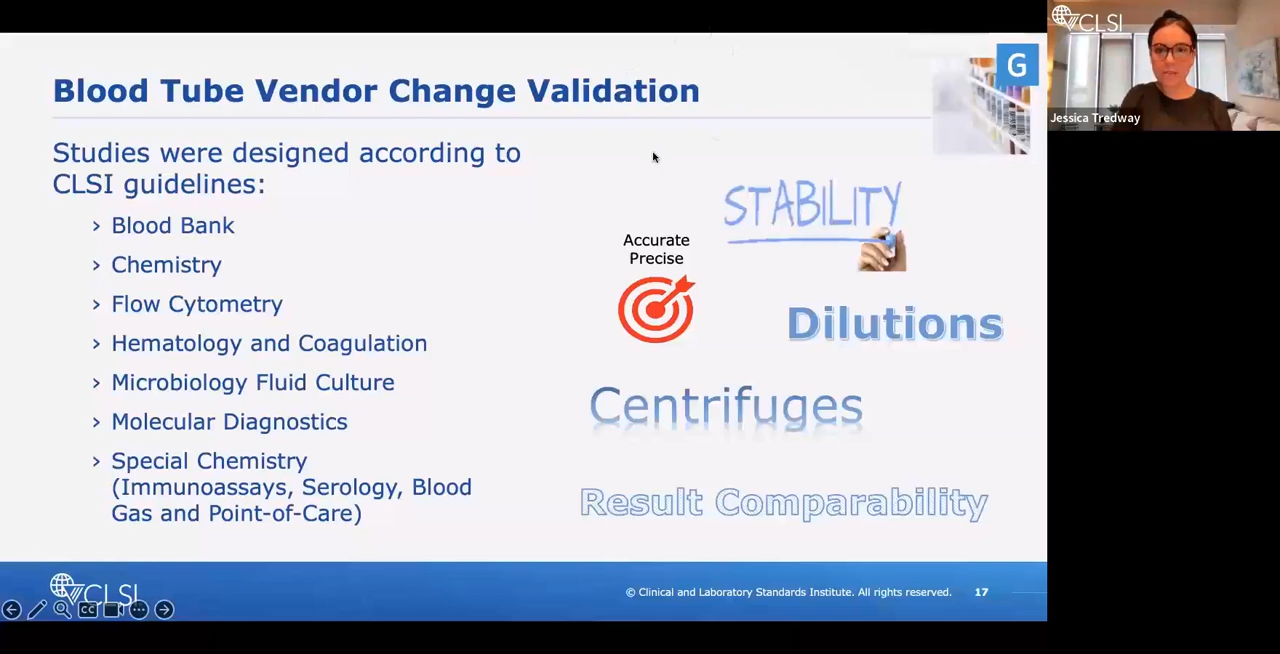 Blood Tube Vendor Change Validation
G
Studies were designed according to
CLSI guidelines:
› Blood Bank
› Chemistry
› Flow Cytometry
› Hematology and Coagulation
› Microbiology Fluid Culture
› Molecular Diagnostics
› Special Chemistry
(Immunoassays, Serology, Blood
Gas and Point-of-Care)
STABILITY
Accurate
Precise
Dilutions
Centrifuges
Result Comparability
CLSI
CC
© Clinical and Laboratory Standards Institute. All rights reserved. 17
CLSI
Jessica Tredway